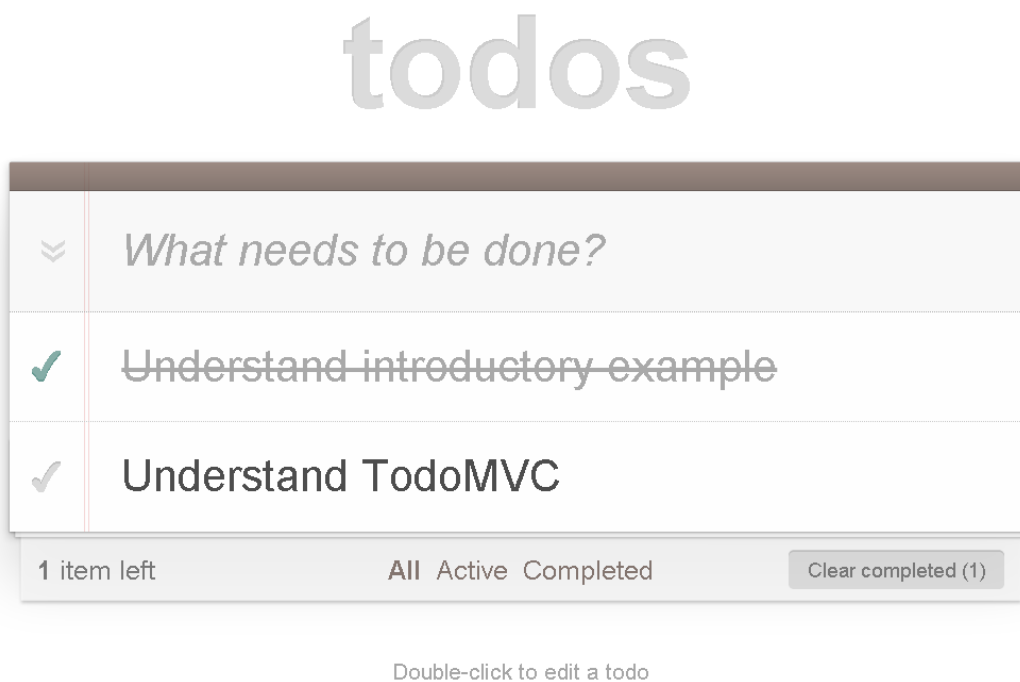 todos
What needs to be done?
Understand introductory example
Understand TodoMVC
1 item left All Active Completed Clear completed (1)
Double-click to edit a todo